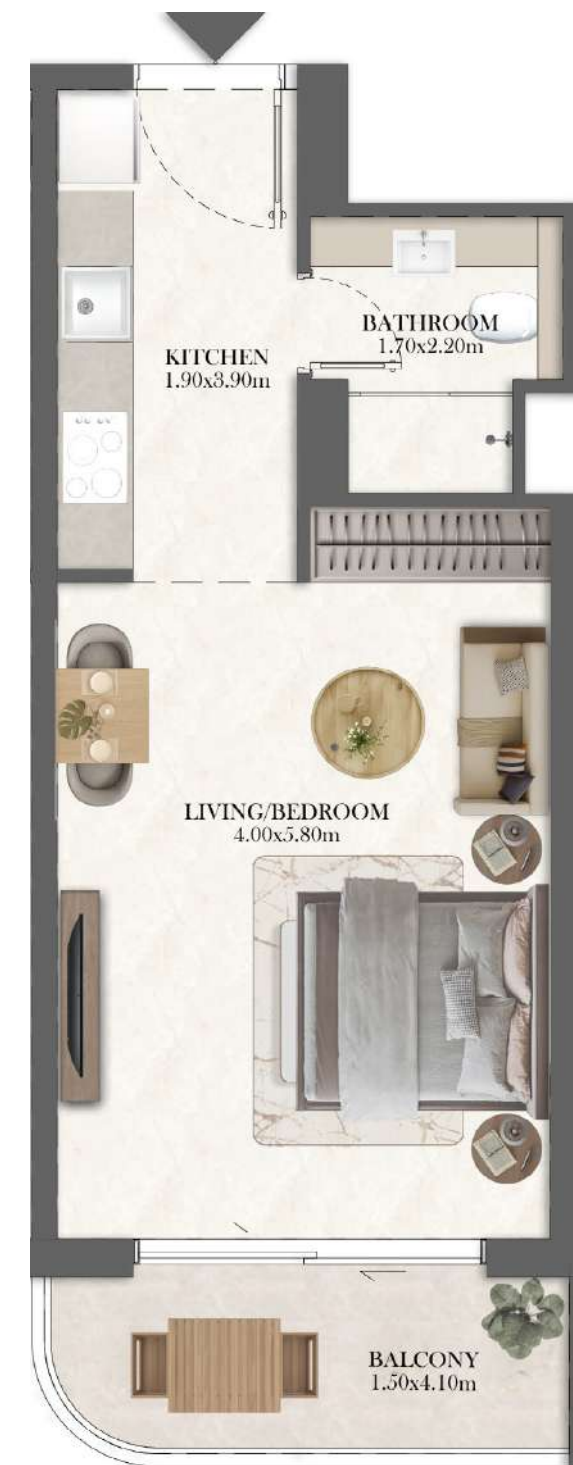 BATHROOM
1.70x2.20m
KITCHEN
1.90x3.90m
LIVING/BEDROOM
4.00x5.80m
BALCONY
1.50x4.10m